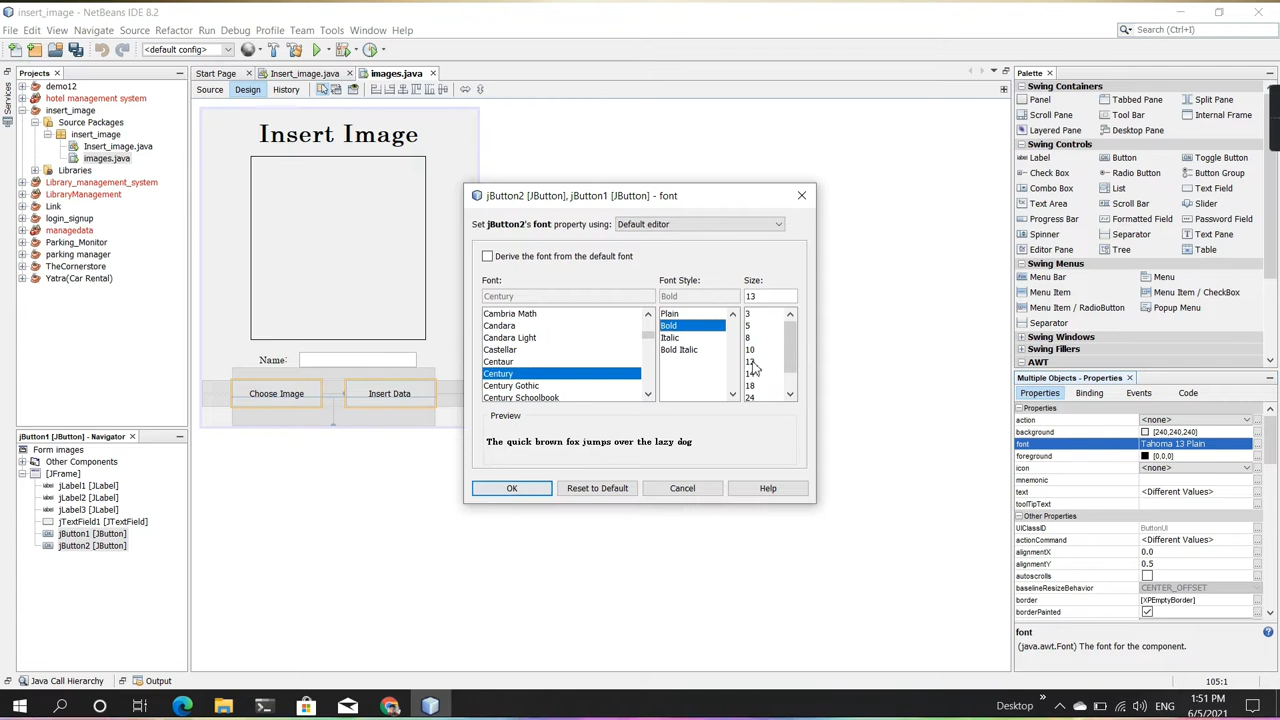 insert_image - NetBeans IDE 8.2
File Edit View Navigate Source Refactor Run Debug Profile Team Tools Window Help
Search (Ctrl+I)
<default config>
Projects
Services
demo12
hotel management system
insert_image
Source Packages
insert_image
Insert_image.java
images.java
Libraries
Library_management_system
LibraryManagement
Link
login_signup
managedata
Parking_Monitor
parking manager
TheCornerstore
Yatra(Car Rental)
Start Page Insert_image.java images.java
Source Design History
Insert Image
Name:
Choose Image Insert Data
jButton1 [JButton] - Navigator
Form images
Other Components
[JFrame]
jLabel1 [JLabel]
jLabel2 [JLabel]
jLabel3 [JLabel]
jTextField1 [JTextField]
jButton1 [JButton]
jButton2 [JButton]
jButton2 [JButton], jButton1 [JButton] - font
Set jButton2's font property using: Default editor
Derive the font from the default font
Font: Font Style: Size:
Century Bold 13
Cambria Math Plain 3
Candara Bold 5
Candara Light Italic 8
Castellar Bold Italic 10
Centaur 12
Century 14
Century Gothic 18
Century Schoolbook 24
Preview
The quick brown fox jumps over the lazy dog
OK Reset to Default Cancel Help
Palette
Swing Containers
Panel Tabbed Pane Split Pane
Scroll Pane Tool Bar Internal Frame
Layered Pane Desktop Pane
Swing Controls
Label Button Toggle Button
Check Box Radio Button Button Group
Combo Box List Text Field
Text Area Scroll Bar Slider
Progress Bar Formatted Field Password Field
Spinner Separator Text Pane
Editor Pane Tree Table
Swing Menus
Menu Bar Menu
Menu Item Menu Item / CheckBox
Menu Item / RadioButton Popup Menu
Separator
Swing Windows
Swing Fillers
AWT
Multiple Objects - Properties
Properties Binding Events Code
Properties
action <none>
background [240,240,240]
font Tahoma 13 Plain
foreground [0,0,0]
icon <none>
mnemonic
text <Different Values>
toolTipText
Other Properties
UIClassID ButtonUI
actionCommand <Different Values>
alignmentX 0.0
alignmentY 0.5
autoscrolls
baselineResizeBehavior CENTER_OFFSET
border [XPEmptyBorder]
borderPainted
font
(java.awt.Font) The font for the component.
Java Call Hierarchy Output
105:1
Desktop
ENG
1:51 PM
6/5/2021